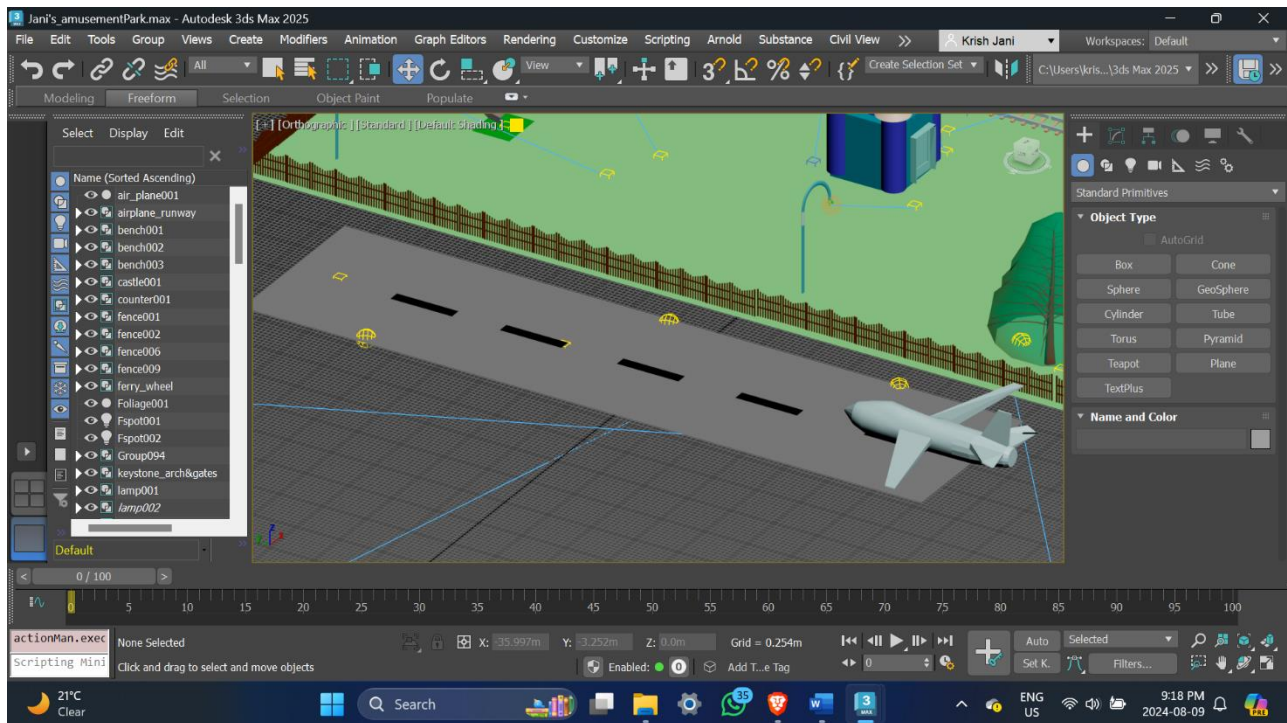 Jani's_amusementPark.max - Autodesk 3ds Max 2025
File Edit Tools Group Views Create Modifiers Animation Graph Editors Rendering Customize Scripting Arnold Substance Civil View Krish Jani Workspaces: Default
All View Create Selection Set C:\Users\kris...\3ds Max 2025
Modeling Freeform Selection Object Paint Populate
Select Display Edit
[+] [Orthographic ] [Standard ] [Default Shading ]
Name (Sorted Ascending)
air_plane001
airplane_runway
bench001
bench002
bench003
castle001
counter001
fence001
fence002
fence006
fence009
ferry_wheel
Foliage001
Fspot001
Fspot002
Group094
keystone_arch&gates
lamp001
lamp002
Default
Standard Primitives
Object Type
AutoGrid
Box Cone
Sphere GeoSphere
Cylinder Tube
Torus Pyramid
Teapot Plane
TextPlus
Name and Color
z
x
0 / 100
0 5 10 15 20 25 30 35 40 45 50 55 60 65 70 75 80 85 90 95 100
actionMan.exec None Selected X: -35.997m Y: -3.252m Z: 0.0m Grid = 0.254m Auto Selected
Scripting Mini Click and drag to select and move objects Enabled: 0 Add T...e Tag 0 Set K. Filters...
21°C
Clear
Search
35
ENG
US
9:18 PM
2024-08-09
PRE